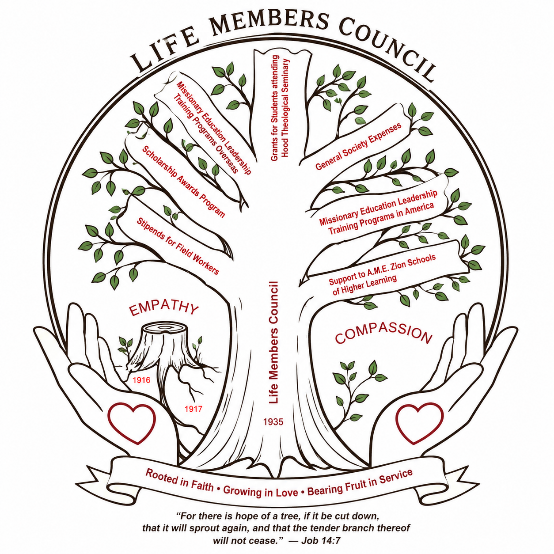 LIFE MEMBERS COUNCIL
Missionary Education Leadership
Training Programs Overseas
Scholarship Awards Program
Stipends for Field Workers
Grants for Students attending
Hood Theological Seminary
General Society Expenses
Missionary Education Leadership
Training Programs in America
Support to A.M.E. Zion Schools
of Higher Learning
EMPATHY
1916
1917
Life Members Council
1935
COMPASSION
Rooted in Faith • Growing in Love • Bearing Fruit in Service
“For there is hope of a tree, if it be cut down,
that it will sprout again, and that the tender branch thereof
will not cease.” — Job 14:7